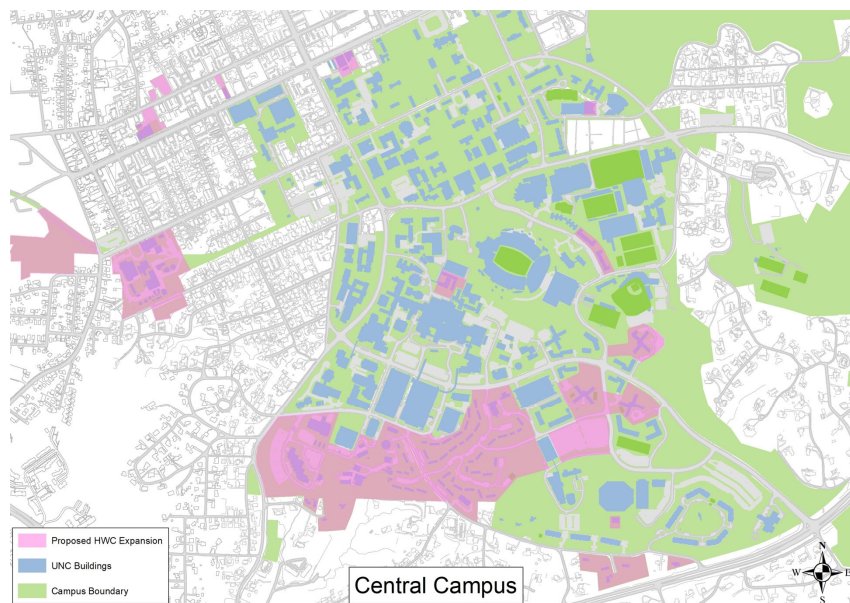 Proposed HWC Expansion
UNC Buildings
Campus Boundary
Central Campus
N
W E
S